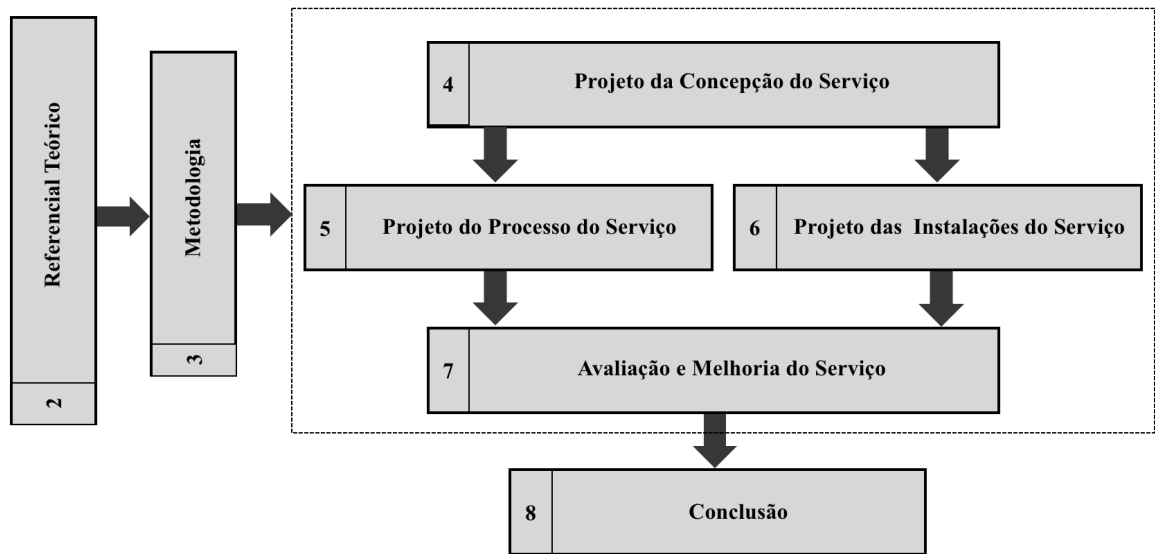 2
Referencial Teórico
3
Metodologia
4
Projeto da Concepção do Serviço
5
Projeto do Processo do Serviço
6
Projeto das Instalações do Serviço
7
Avaliação e Melhoria do Serviço
8
Conclusão